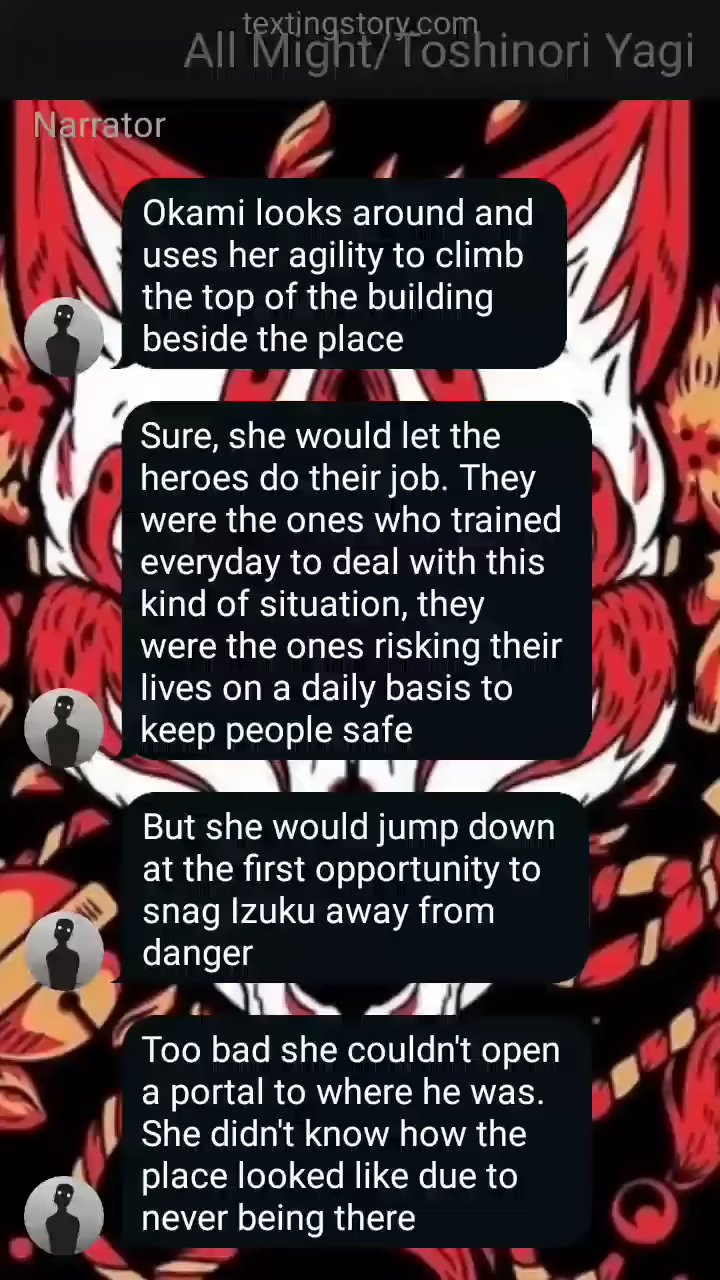 textingstory.com
All Might/Toshinori Yagi
Narrator
Okami looks around and
uses her agility to climb
the top of the building
beside the place
Sure, she would let the
heroes do their job. They
were the ones who trained
everyday to deal with this
kind of situation, they
were the ones risking their
lives on a daily basis to
keep people safe
But she would jump down
at the first opportunity to
snag Izuku away from
danger
Too bad she couldn't open
a portal to where he was.
She didn't know how the
place looked like due to
never being there